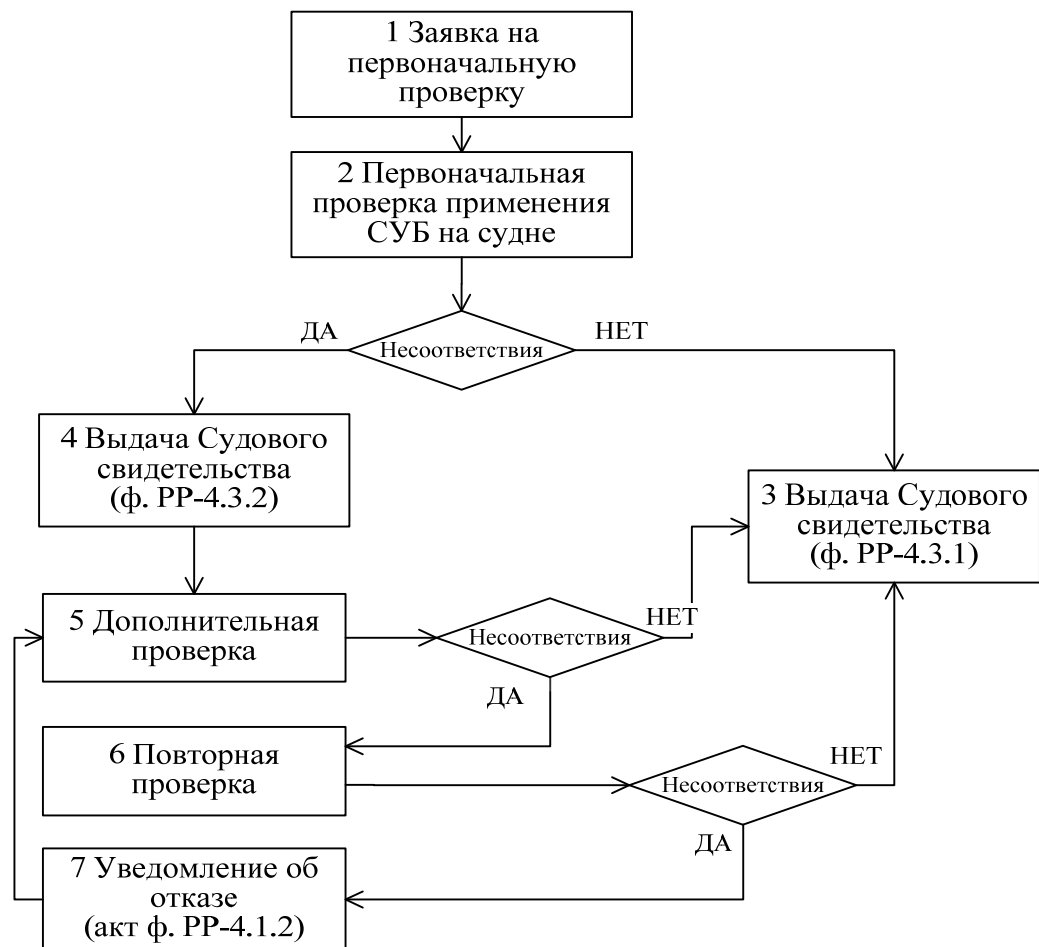 1 Заявка на
первоначальную
проверку
2 Первоначальная
проверка применения
СУБ на судне
ДА
НЕТ
Несоответствия
4 Выдача Судового
свидетельства
(ф. РР-4.3.2)
3 Выдача Судового
свидетельства
(ф. РР-4.3.1)
5 Дополнительная
проверка
Несоответствия
НЕТ
ДА
6 Повторная
проверка
Несоответствия
НЕТ
ДА
7 Уведомление об
отказе
(акт ф. РР-4.1.2)